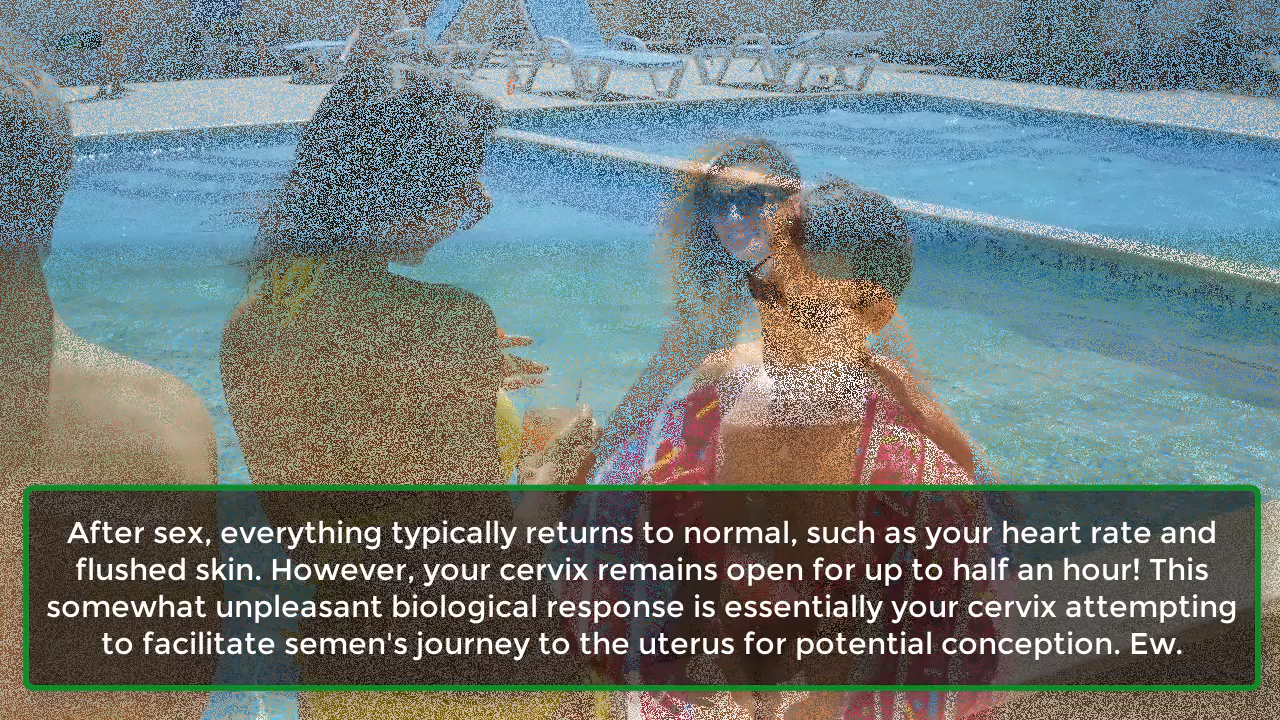 After sex, everything typically returns to normal, such as your heart rate and
flushed skin. However, your cervix remains open for up to half an hour! This
somewhat unpleasant biological response is essentially your cervix attempting
to facilitate semen's journey to the uterus for potential conception. Ew.